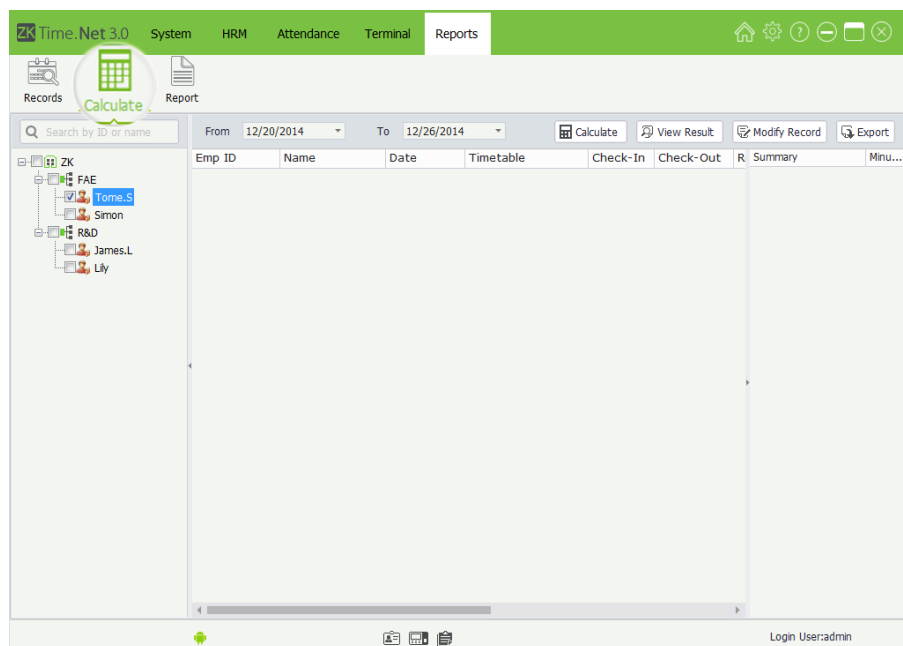 ZK Time.Net 3.0 System HRM Attendance Terminal Reports
Records Calculate Report
Search by ID or name From 12/20/2014 To 12/26/2014 Calculate View Result Modify Record Export
Emp ID Name Date Timetable Check-In Check-Out R Summary Minu...
ZK
FAE
Tome.S
Simon
R&D
James.L
Lily
Login User:admin